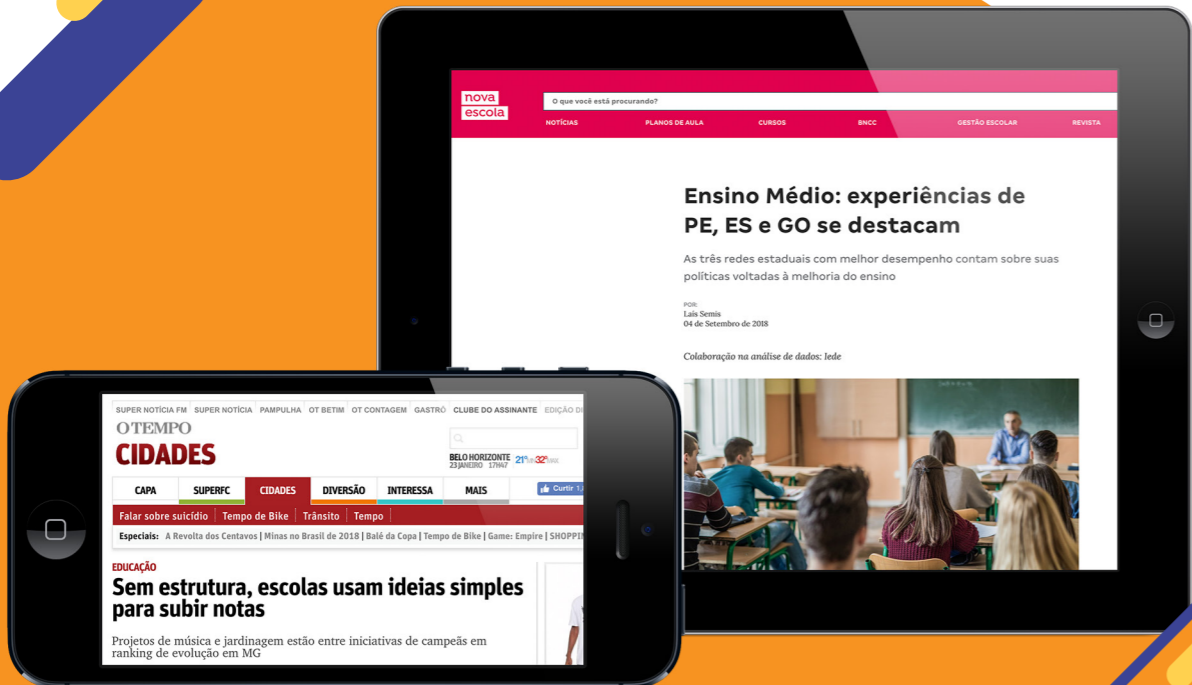 nova
escola
O que você está procurando?
NOTÍCIAS PLANOS DE AULA CURSOS BNCC GESTÃO ESCOLAR REVISTA
Ensino Médio: experiências de
PE, ES e GO se destacam
As três redes estaduais com melhor desempenho contam sobre suas
políticas voltadas à melhoria do ensino
POR:
Laís Semis
04 de Setembro de 2018
Colaboração na análise de dados: Iede
SUPER NOTÍCIA FM SUPER NOTÍCIA PAMPULHA OT BETIM OT CONTAGEM GASTRÔ CLUBE DO ASSINANTE EDIÇÃO DI
O TEMPO
CIDADES
BELO HORIZONTE 21º MIN 32º MAX
23 JANEIRO 17H47
CAPA SUPERFC CIDADES DIVERSÃO INTERESSA MAIS Curtir 1,
Falar sobre suicídio Tempo de Bike Trânsito Tempo
Especiais: A Revolta dos Centavos | Minas no Brasil de 2018 | Balé da Copa | Tempo de Bike | Game: Empire | SHOPPIN
EDUCAÇÃO
Sem estrutura, escolas usam ideias simples
para subir notas
Projetos de música e jardinagem estão entre iniciativas de campeãs em
ranking de evolução em MG